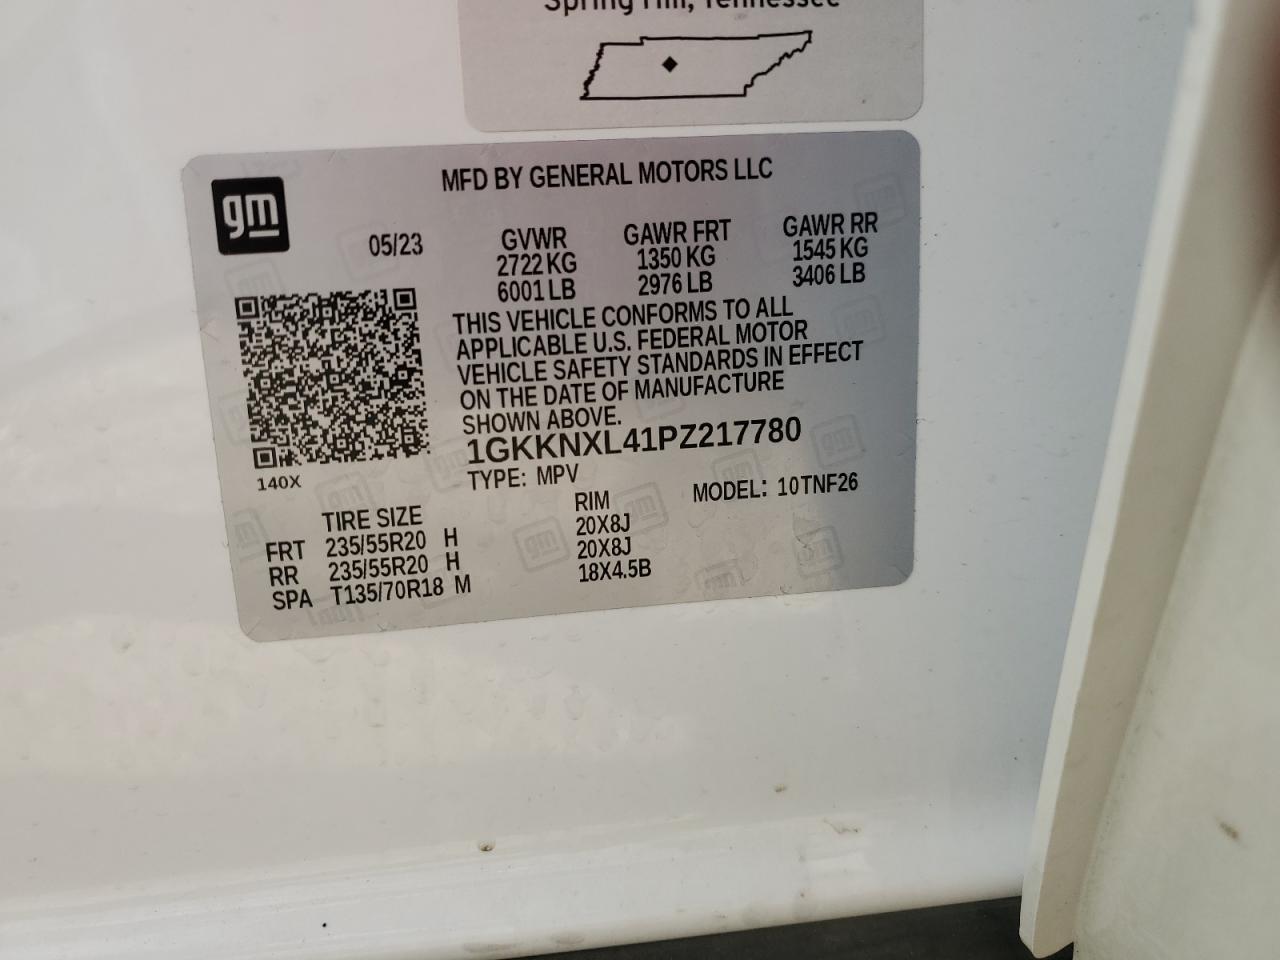 Spring Hill, Tennessee
MFD BY GENERAL MOTORS LLC
gm
05/23
GVWR GAWR FRT GAWR RR
2722 KG 1350 KG 1545 KG
6001 LB 2976 LB 3406 LB
THIS VEHICLE CONFORMS TO ALL
APPLICABLE U.S. FEDERAL MOTOR
VEHICLE SAFETY STANDARDS IN EFFECT
ON THE DATE OF MANUFACTURE
SHOWN ABOVE.
1GKKNXL41PZ217780
140X
TYPE: MPV
MODEL: 10TNF26
TIRE SIZE RIM
FRT 235/55R20 H 20X8J
RR 235/55R20 H 20X8J
SPA T135/70R18 M 18X4.5B